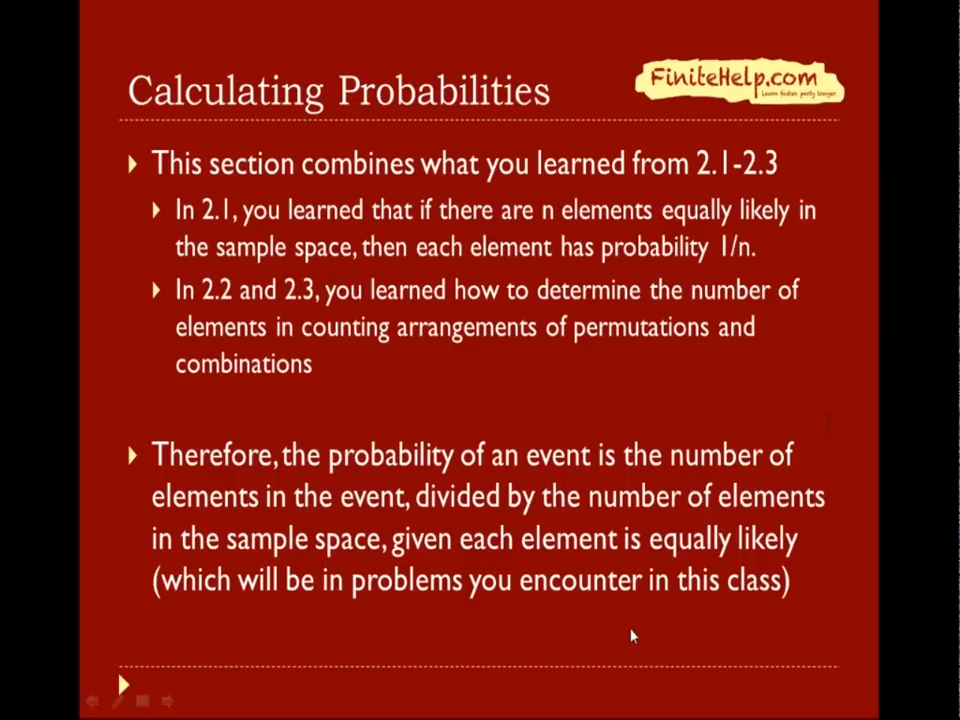 Calculating Probabilities
FiniteHelp.com
Learn faster, party longer
This section combines what you learned from 2.1-2.3
In 2.1, you learned that if there are n elements equally likely in
the sample space, then each element has probability 1/n.
In 2.2 and 2.3, you learned how to determine the number of
elements in counting arrangements of permutations and
combinations
Therefore, the probability of an event is the number of
elements in the event, divided by the number of elements
in the sample space, given each element is equally likely
(which will be in problems you encounter in this class)